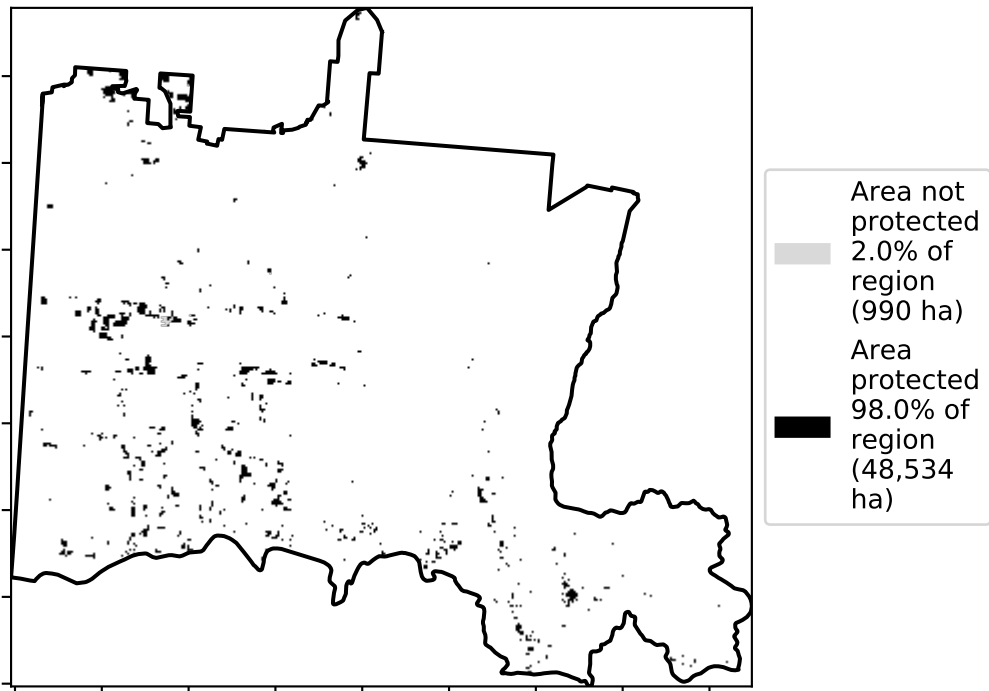 Area not
protected
2.0% of
region
(990 ha)
Area
protected
98.0% of
region
(48,534
ha)